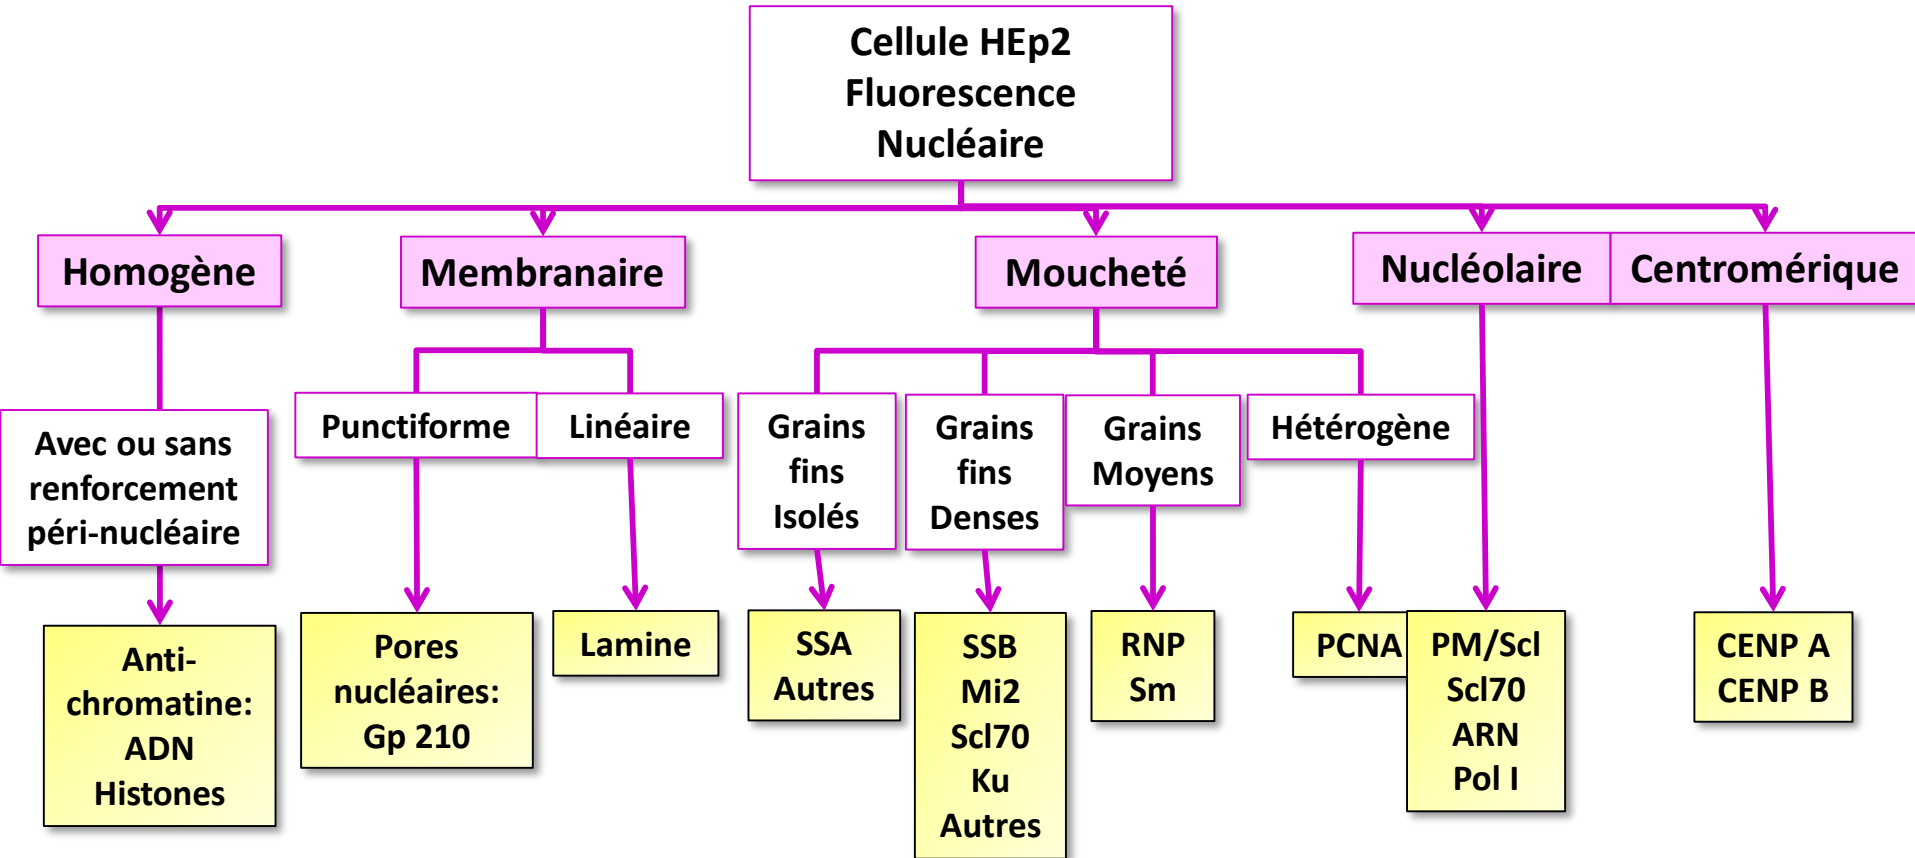 Cellule HEp2
Fluorescence
Nucléaire
Homogène
Membranaire
Moucheté
Nucléolaire
Centromérique
Avec ou sans
renforcement
péri-nucléaire
Punctiforme
Linéaire
Grains
fins
Isolés
Grains
fins
Denses
Grains
Moyens
Hétérogène
Anti-
chromatine:
ADN
Histones
Pores
nucléaires:
Gp 210
Lamine
SSA
Autres
SSB
Mi2
Scl70
Ku
Autres
RNP
Sm
PCNA
PM/Scl
Scl70
ARN
Pol I
CENP A
CENP B